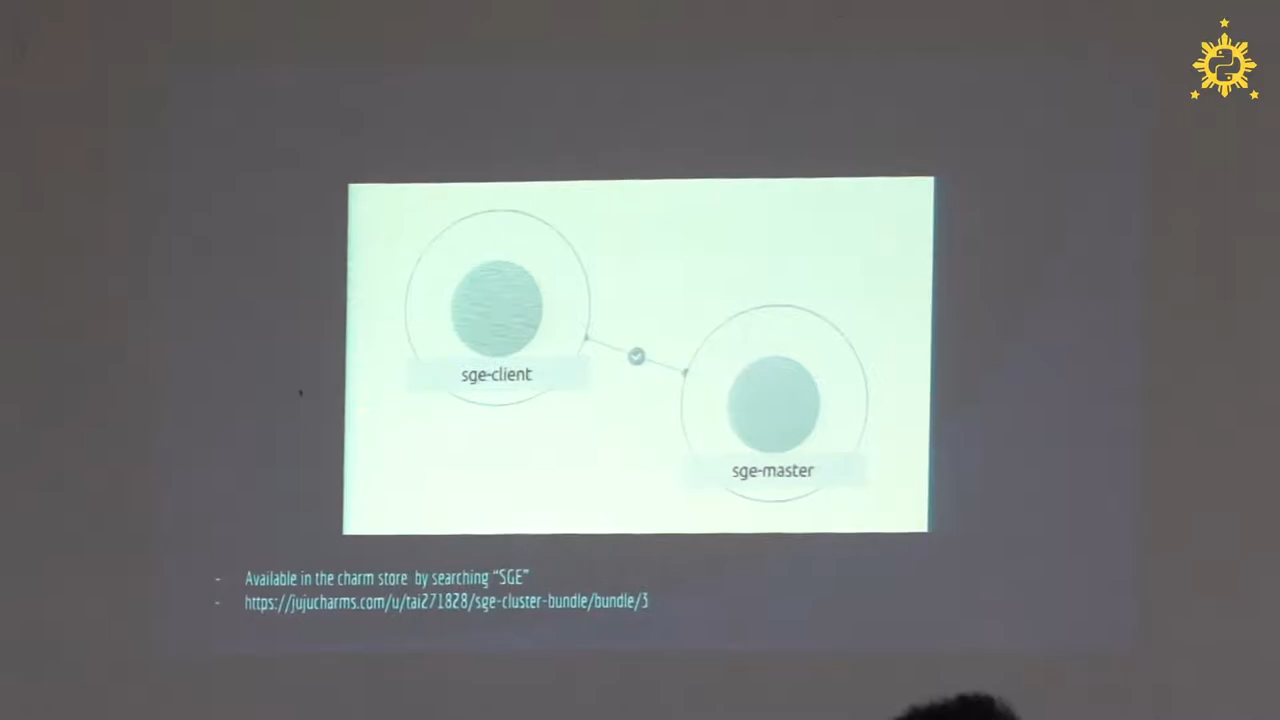 sge-client
sge-master
- Available in the charm store by searching “SGE”
- https://jujucharms.com/u/tai271828/sge-cluster-bundle/bundle/3